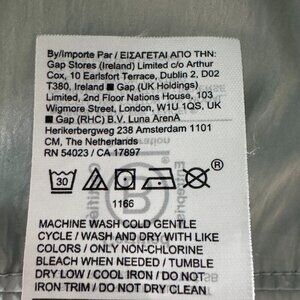 By/Importe Par / ΕΙΣΑΓΕΤΑΙ ΑΠΟ ΤΗΝ:
Gap Stores (Ireland) Limited c/o Arthur
Cox, 10 Earlsfort Terrace, Dublin 2, D02
T380, Ireland ■ Gap (UK Holdings)
Limited, 2nd Floor Nations House, 103
Wigmore Street, London, W1U 1QS, UK
■ Gap (RHC) B.V. Luna ArenA
Herikerbergweg 238 Amsterdam 1101
CM, The Netherlands
RN 54023 / CA 17897
30
1166
MACHINE WASH COLD GENTLE
CYCLE / WASH AND DRY WITH LIKE
COLORS / ONLY NON-CHLORINE
BLEACH WHEN NEEDED / TUMBLE
DRY LOW / COOL IRON / DO NOT
IRON TRIM / DO NOT DRY CLEAN